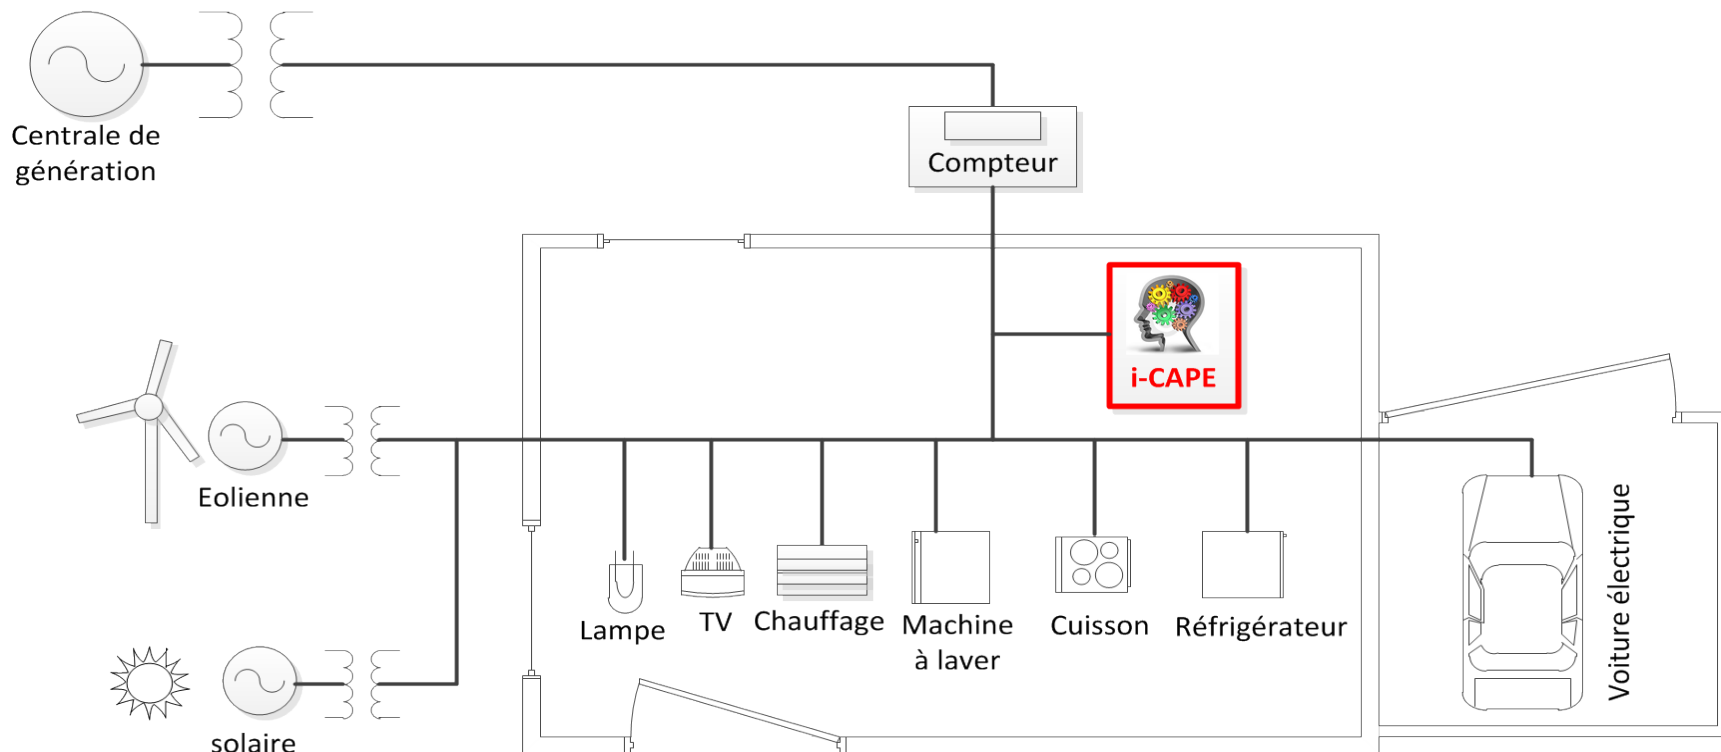 Centrale de
génération
Compteur
i-CAPE
Eolienne
Lampe
TV
Chauffage
Machine
à laver
Cuisson
Réfrigérateur
Voiture électrique
solaire